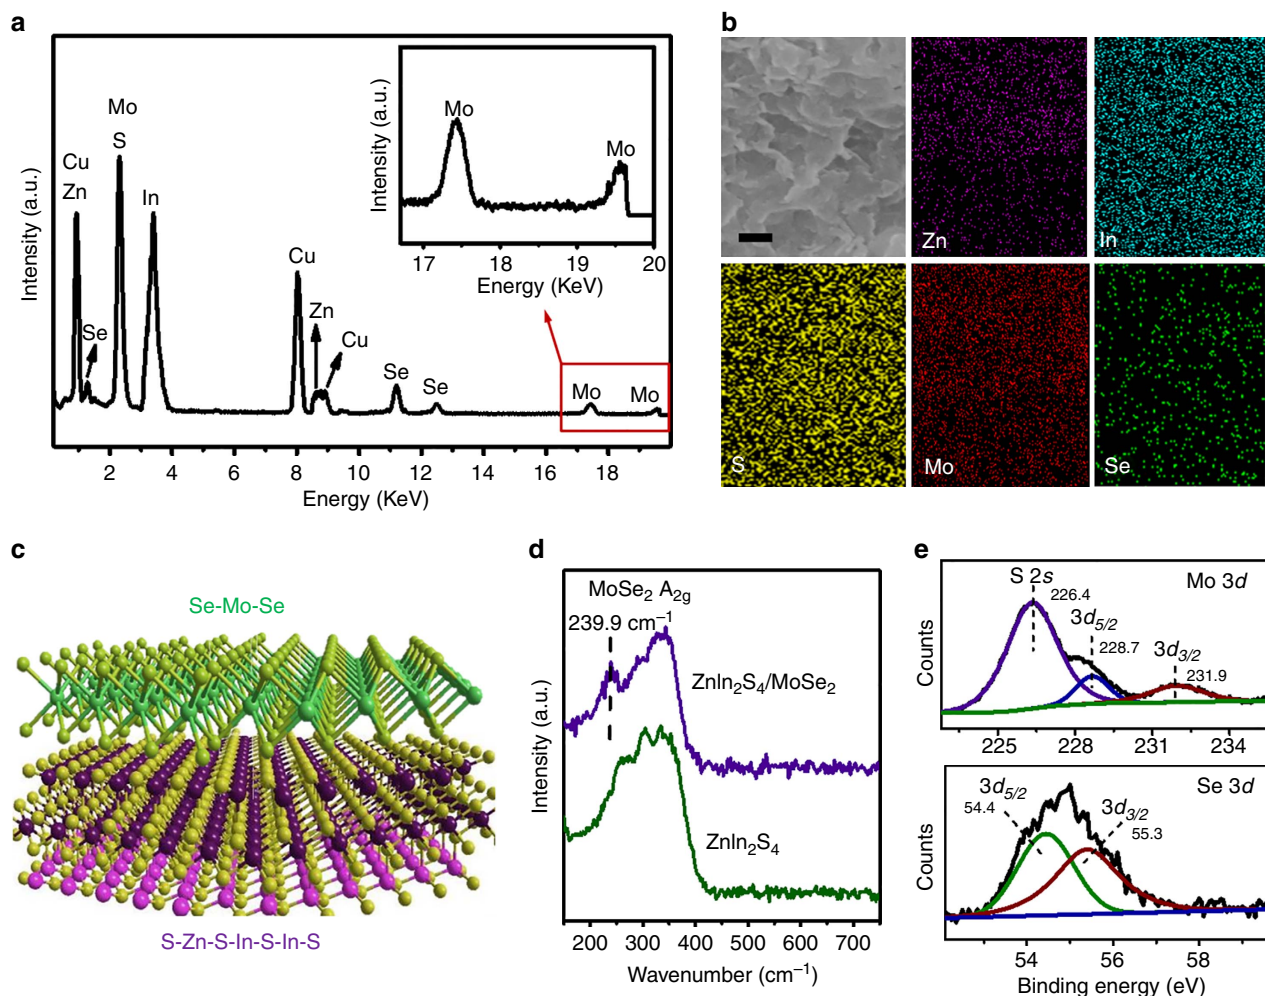 a
Intensity (a.u.)
Mo
S
Cu
Zn
In
Se
Cu
Zn
Cu
Se
Se
Mo
Mo
2
4
6
8
10
12
14
16
18
Energy (KeV)
Intensity (a.u.)
Mo
Mo
17
18
19
20
Energy (KeV)
b
Zn
In
S
Mo
Se
c
Se-Mo-Se
S-Zn-S-In-S-In-S
d
Intensity (a.u.)
MoSe₂ A₂g
239.9 cm⁻¹
ZnIn₂S₄/MoSe₂
ZnIn₂S₄
200 300 400 500 600 700
Wavenumber (cm⁻¹)
e
Counts
S 2s
226.4
Mo 3d
3d5/2
228.7
3d3/2
231.9
225 228 232 234
Counts
Se 3d
3d5/2
54.4
3d3/2
55.3
54 56 58
Binding energy (eV)